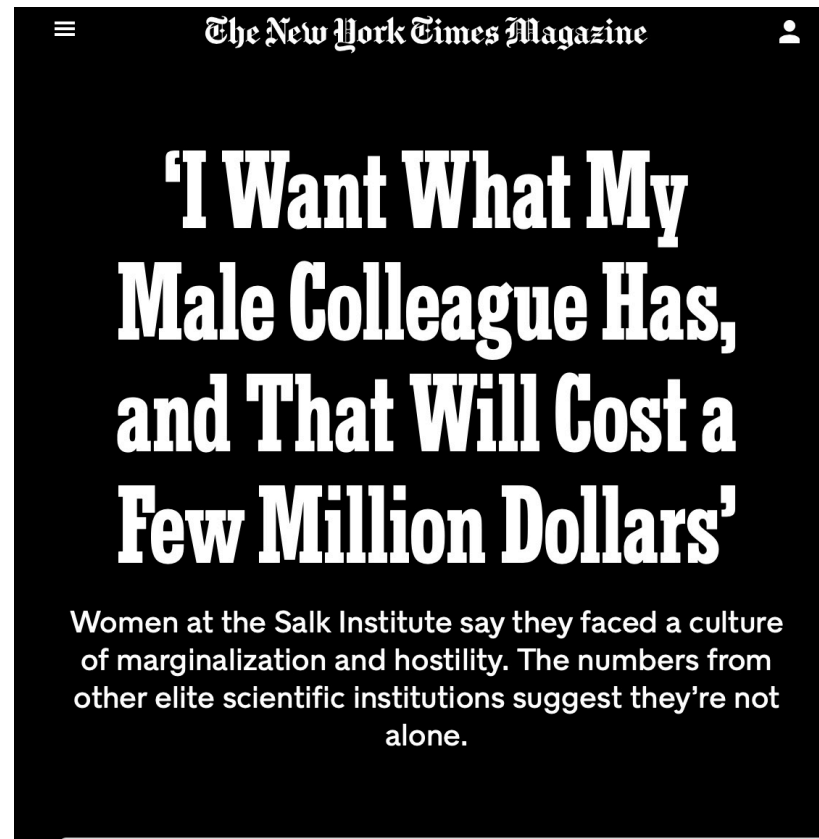 The New York Times Magazine
‘I Want What My
Male Colleague Has,
and That Will Cost a
Few Million Dollars’
Women at the Salk Institute say they faced a culture
of marginalization and hostility. The numbers from
other elite scientific institutions suggest they’re not
alone.